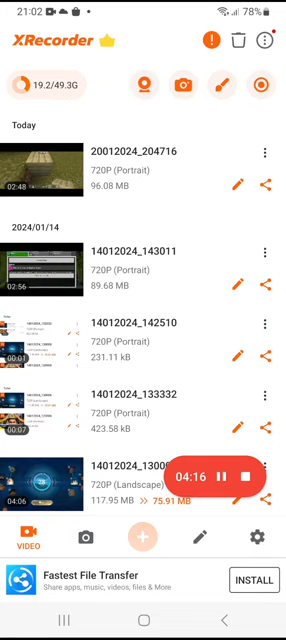 21:02
78%
XRecorder
19.2/49.3G
Today
20012024_204716
720P (Portrait)
96.08 MB
02:48
2024/01/14
14012024_143011
720P (Portrait)
89.68 MB
02:56
14012024_142510
720P (Portrait)
231.11 kB
00:01
14012024_133332
720P (Portrait)
423.58 kB
00:07
14012024_1300
720P (Landscape)
117.95 MB >> 75.91 MB
04:06
04:16
VIDEO
Fastest File Transfer
Share apps, music, videos, files & More
INSTALL